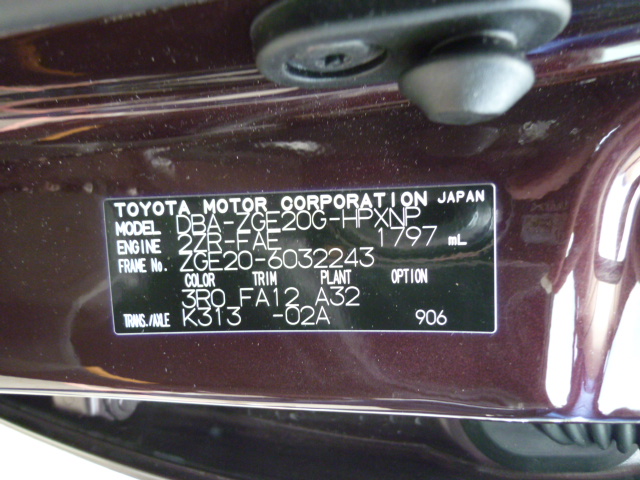 TOYOTA MOTOR CORPORATION JAPAN
MODEL DBA-ZGE20G-HPXNP
ENGINE 2ZR-FAE 1797 mL
FRAME No. ZGE20-6032243
COLOR TRIM PLANT OPTION
3R0 FA12 A32
TRANS./AXLE K313 -02A 906